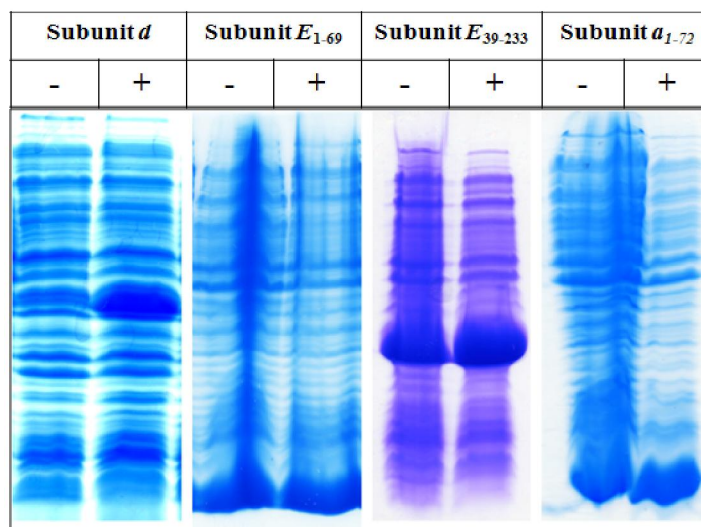 Subunit d Subunit E1-69 Subunit E39-233 Subunit a1-72
- + - + - + - +